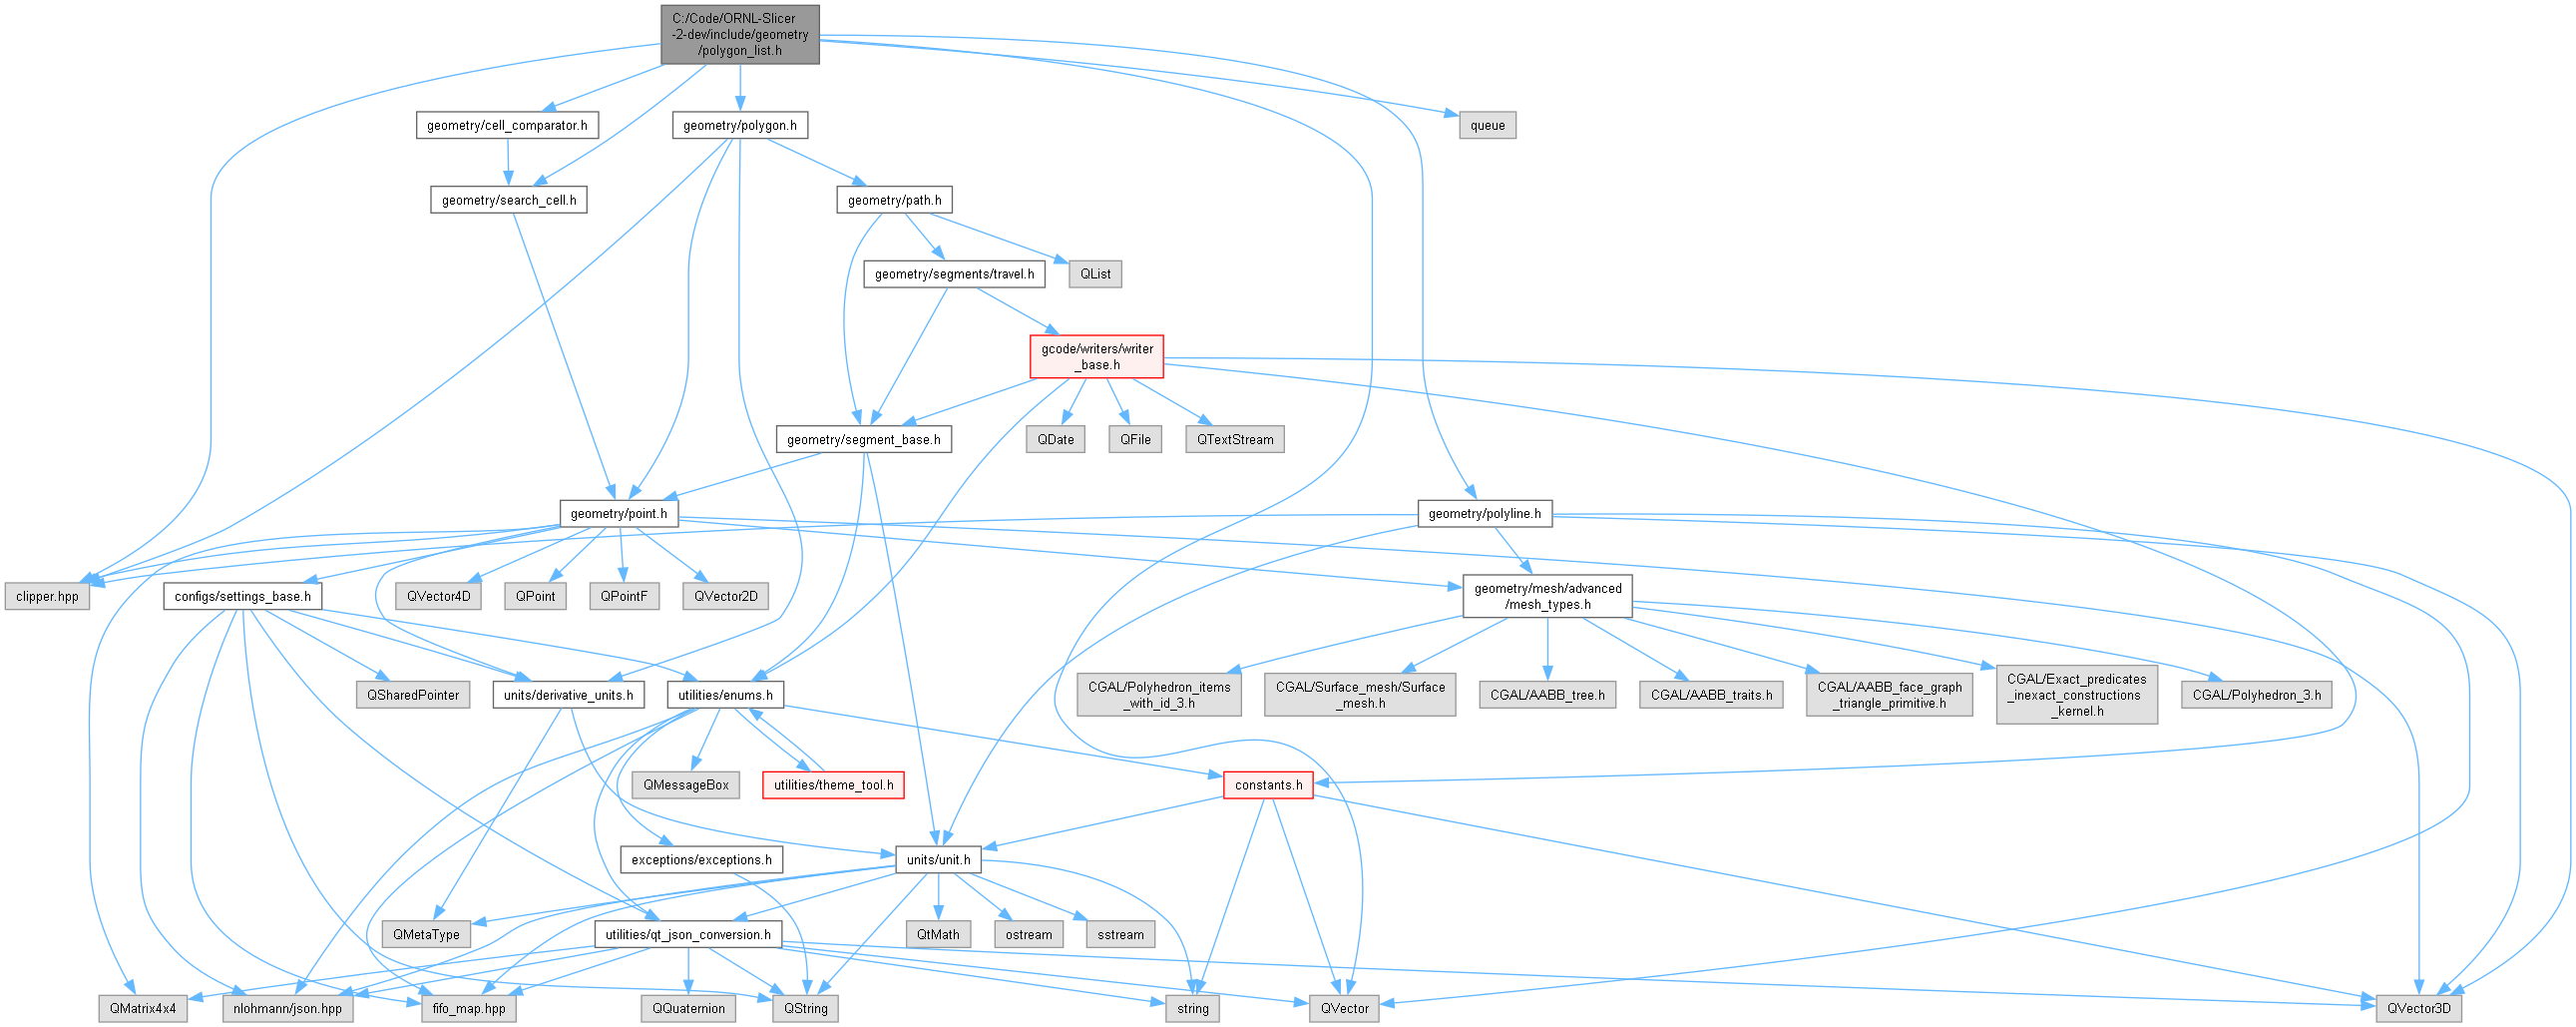 C:/Code/ORNL-Slicer
-2-dev/include/geometry
/polygon_list.h
geometry/cell_comparator.h
geometry/polygon.h
queue
geometry/search_cell.h
geometry/path.h
geometry/segments/travel.h
QList
gcode/writers/writer
_base.h
geometry/segment_base.h
QDate
QFile
QTextStream
geometry/point.h
geometry/polyline.h
clipper.hpp
configs/settings_base.h
QVector4D
QPoint
QPointF
QVector2D
geometry/mesh/advanced
/mesh_types.h
QSharedPointer
units/derivative_units.h
utilities/enums.h
CGAL/Polyhedron_items
_with_id_3.h
CGAL/Surface_mesh/Surface
_mesh.h
CGAL/AABB_tree.h
CGAL/AABB_traits.h
CGAL/AABB_face_graph
_triangle_primitive.h
CGAL/Exact_predicates
_inexact_constructions
_kernel.h
CGAL/Polyhedron_3.h
QMessageBox
utilities/theme_tool.h
constants.h
exceptions/exceptions.h
units/unit.h
QMetaType
utilities/qt_json_conversion.h
QtMath
ostream
sstream
QMatrix4x4
nlohmann/json.hpp
fifo_map.hpp
QQuaternion
QString
string
QVector
QVector3D